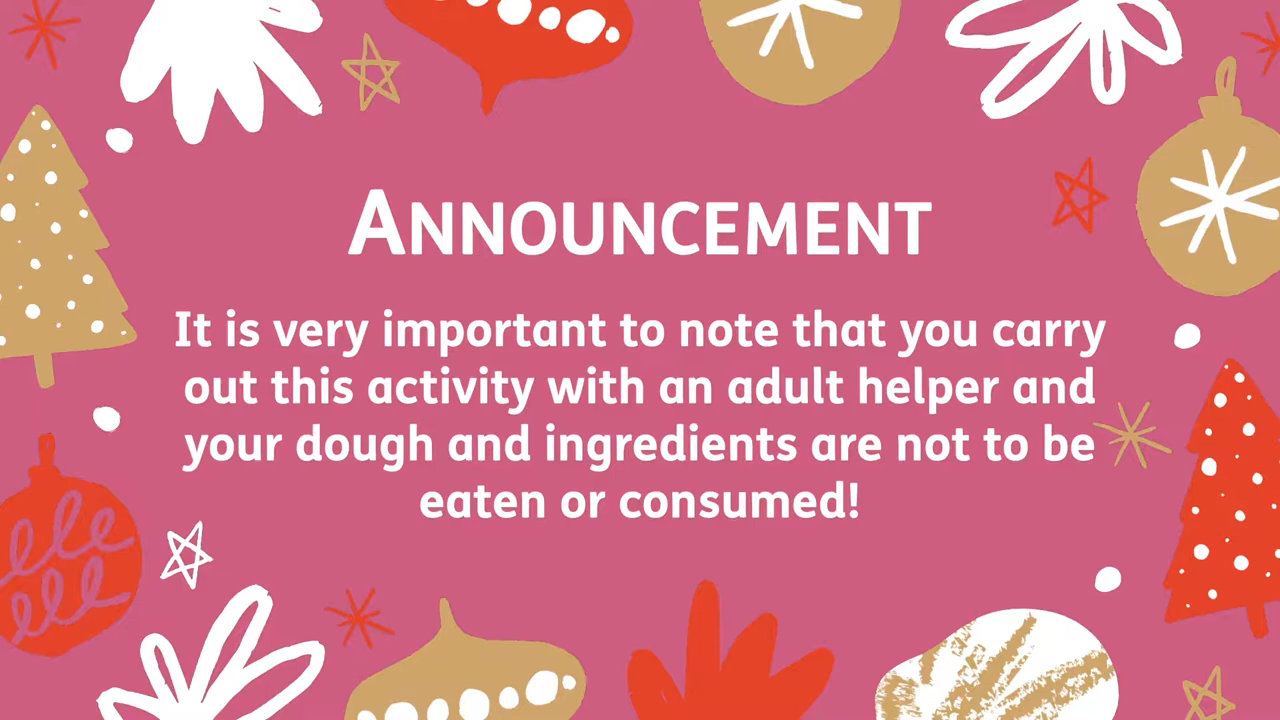 ANNOUNCEMENT
It is very important to note that you carry
out this activity with an adult helper and
your dough and ingredients are not to be
eaten or consumed!